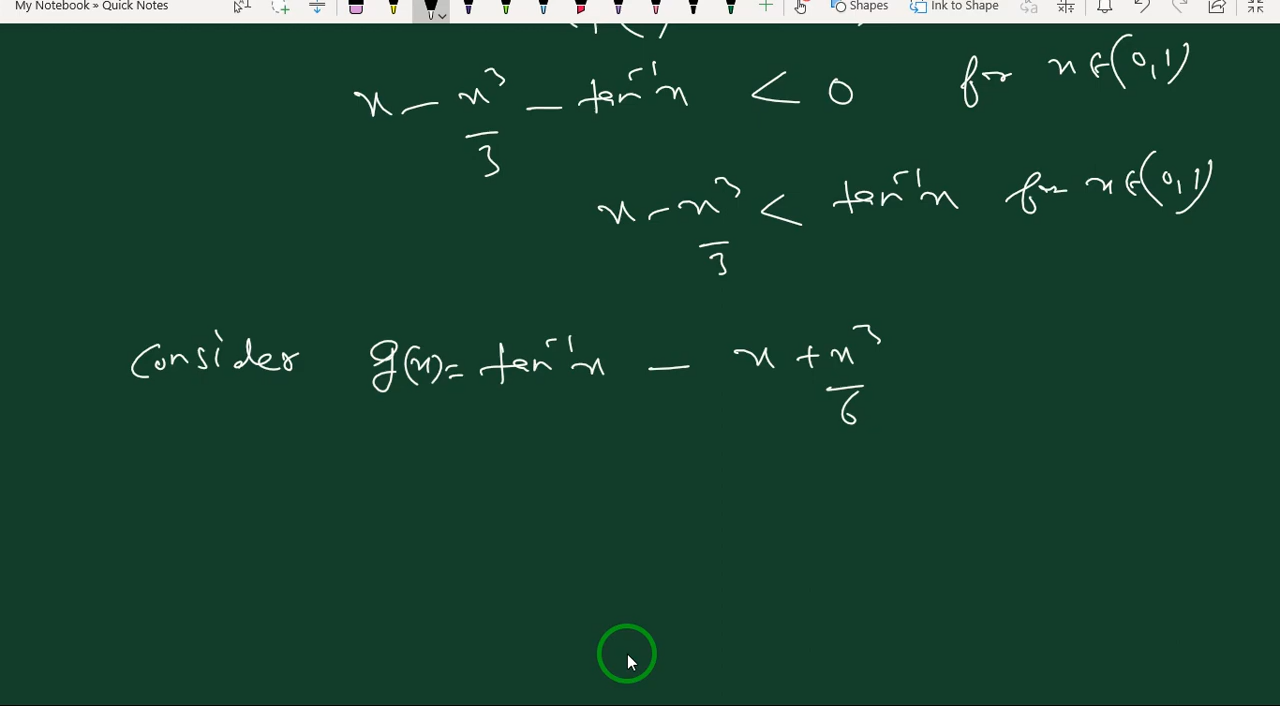 My Notebook » Quick Notes Shapes Ink to Shape
x - x³/3 - tan⁻¹x < 0 for x ∈ (0,1)
x - x³/3 < tan⁻¹x for x ∈ (0,1)
Consider g(x) = tan⁻¹x - x + x³/6